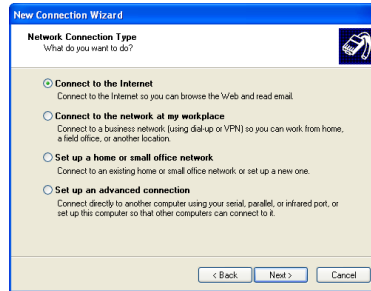 New Connection Wizard
Network Connection Type
What do you want to do?
Connect to the Internet
Connect to the Internet so you can browse the Web and read email.
Connect to the network at my workplace
Connect to a business network (using dial-up or VPN) so you can work from home,
a field office, or another location.
Set up a home or small office network
Connect to an existing home or small office network or set up a new one.
Set up an advanced connection
Connect directly to another computer using your serial, parallel, or infrared port, or
set up this computer so that other computers can connect to it.
< Back Next > Cancel